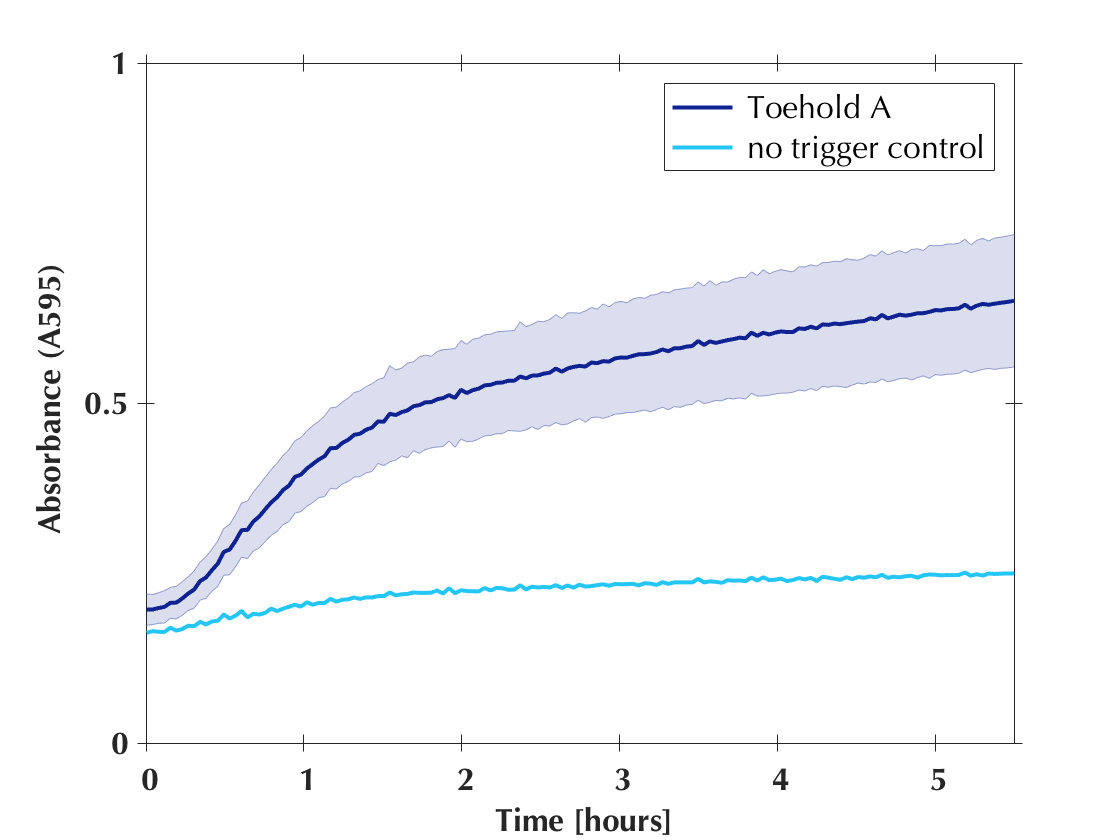 Toehold A
no trigger control
1
0.5
0
Absorbance (A595)
0 1 2 3 4 5
Time [hours]